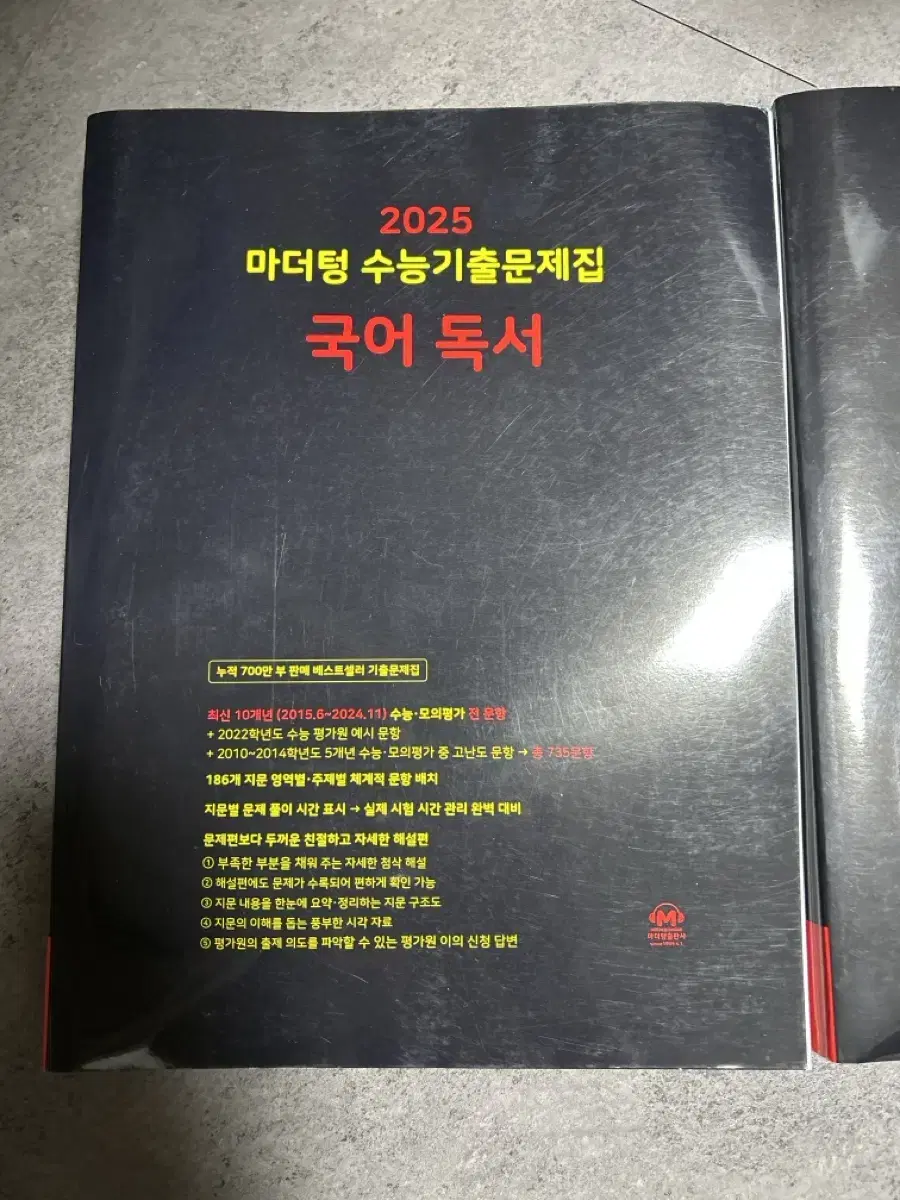 2025
마더텅 수능기출문제집
국어 독서
누적 700만 부 판매 베스트셀러 기출문제집
최신 10개년 (2015.6~2024.11) 수능·모의평가 전 문항
+ 2022학년도 수능 평가원 예시 문항
+ 2010~2014학년도 5개년 수능·모의평가 중 고난도 문항 → 총 735문항
186개 지문 영역별·주제별 체계적 문항 배치
지문별 문제 풀이 시간 표시 → 실제 시험 시간 관리 완벽 대비
문제편보다 두꺼운 친절하고 자세한 해설편
① 부족한 부분을 채워 주는 자세한 첨삭 해설
② 해설편에도 문제가 수록되어 편하게 확인 가능
③ 지문 내용을 한눈에 요약·정리하는 지문 구조도
④ 지문의 이해를 돕는 풍부한 시각 자료
⑤ 평가원의 출제 의도를 파악할 수 있는 평가원 이의 신청 답변
M
마더텅출판사